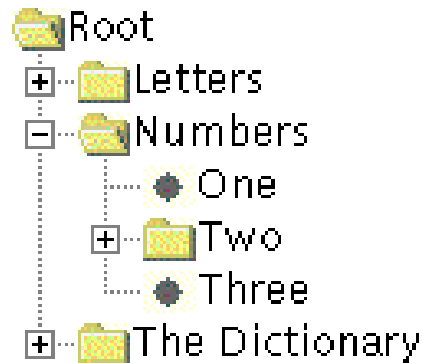 Root
Letters
Numbers
One
Two
Three
The Dictionary